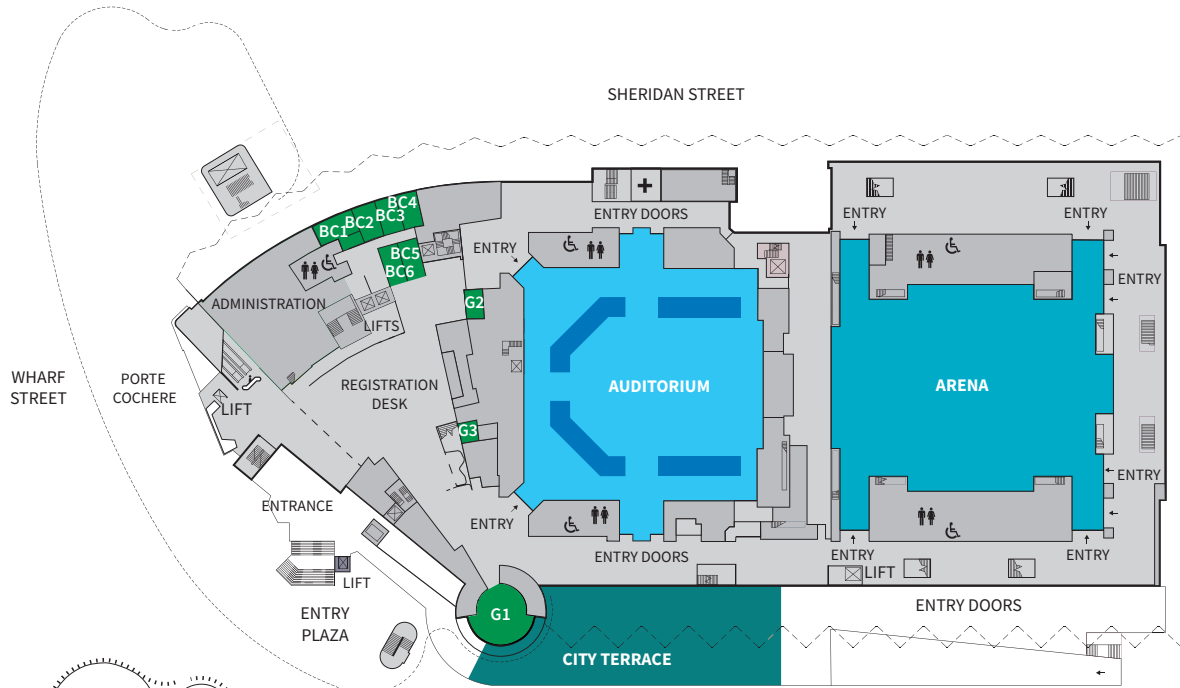 SHERIDAN STREET
BC4
BC3
BC2
BC1
BC5
BC6
ENTRY DOORS
ENTRY
ENTRY
ENTRY
ENTRY
ADMINISTRATION
G2
LIFTS
WHARF
STREET
PORTE
COCHERE
REGISTRATION
DESK
AUDITORIUM
ARENA
LIFT
G3
ENTRY
ENTRANCE
ENTRY
ENTRY DOORS
ENTRY
ENTRY
LIFT
LIFT
ENTRY
PLAZA
G1
ENTRY DOORS
CITY TERRACE